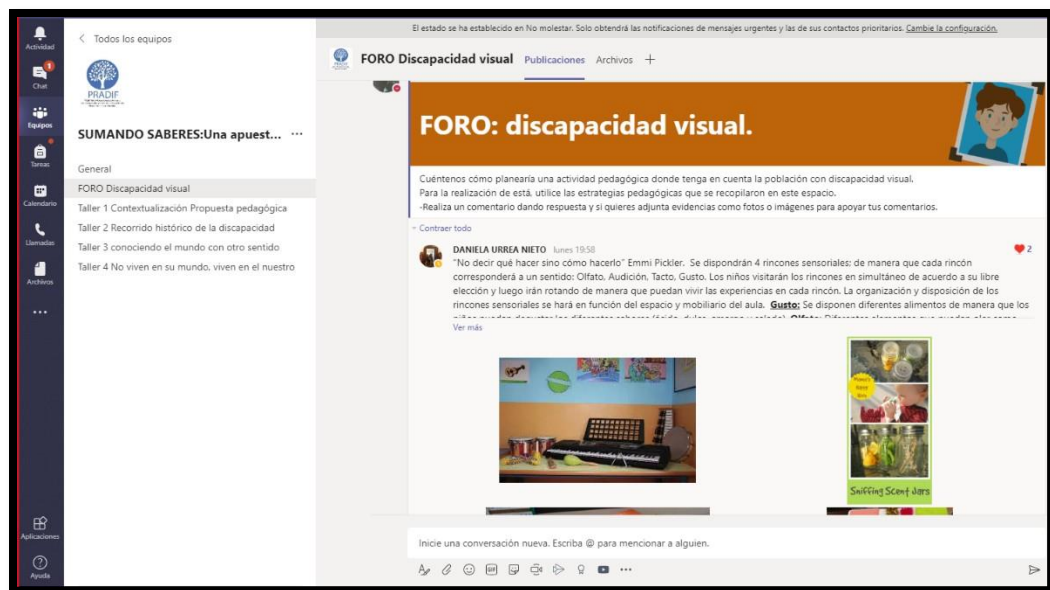 El estado se ha establecido en No molestar. Solo obtendrá las notificaciones de mensajes urgentes y las de sus contactos prioritarios. Cambie la configuración.
Actividad
Chat
1
Equipos
Tareas
Calendario
Llamadas
Archivos
Aplicaciones
Ayuda
< Todos los equipos
PRADIF
SUMANDO SABERES:Una apuest... ...
General
FORO Discapacidad visual
Taller 1 Contextualización Propuesta pedagógica
Taller 2 Recorrido histórico de la discapacidad
Taller 3 conociendo el mundo con otro sentido
Taller 4 No viven en su mundo, viven en el nuestro
FORO Discapacidad visual Publicaciones Archivos +
FORO: discapacidad visual.
Cuéntenos cómo planearía una actividad pedagógica donde tenga en cuenta la población con discapacidad visual.
Para la realización de está, utilice las estrategias pedagógicas que se recopilaron en este espacio.
-Realiza un comentario dando respuesta y si quieres adjunta evidencias como fotos o imágenes para apoyar tus comentarios.
Contraer todo
DANIELA URREA NIETO lunes 19:58
2
"No decir qué hacer sino cómo hacerlo" Emmi Pickler. Se dispondrán 4 rincones sensoriales; de manera que cada rincón
corresponderá a un sentido: Olfato, Audición, Tacto, Gusto. Los niños visitarán los rincones en simultáneo de acuerdo a su libre
elección y luego irán rotando de manera que puedan vivir las experiencias en cada rincón. La organización y disposición de los
rincones sensoriales se hará en función del espacio y mobiliario del aula. Gusto: Se disponen diferentes alimentos de manera que los
Ver más
Sniffing Scent Jars
Inicie una conversación nueva. Escriba @ para mencionar a alguien.
GIF